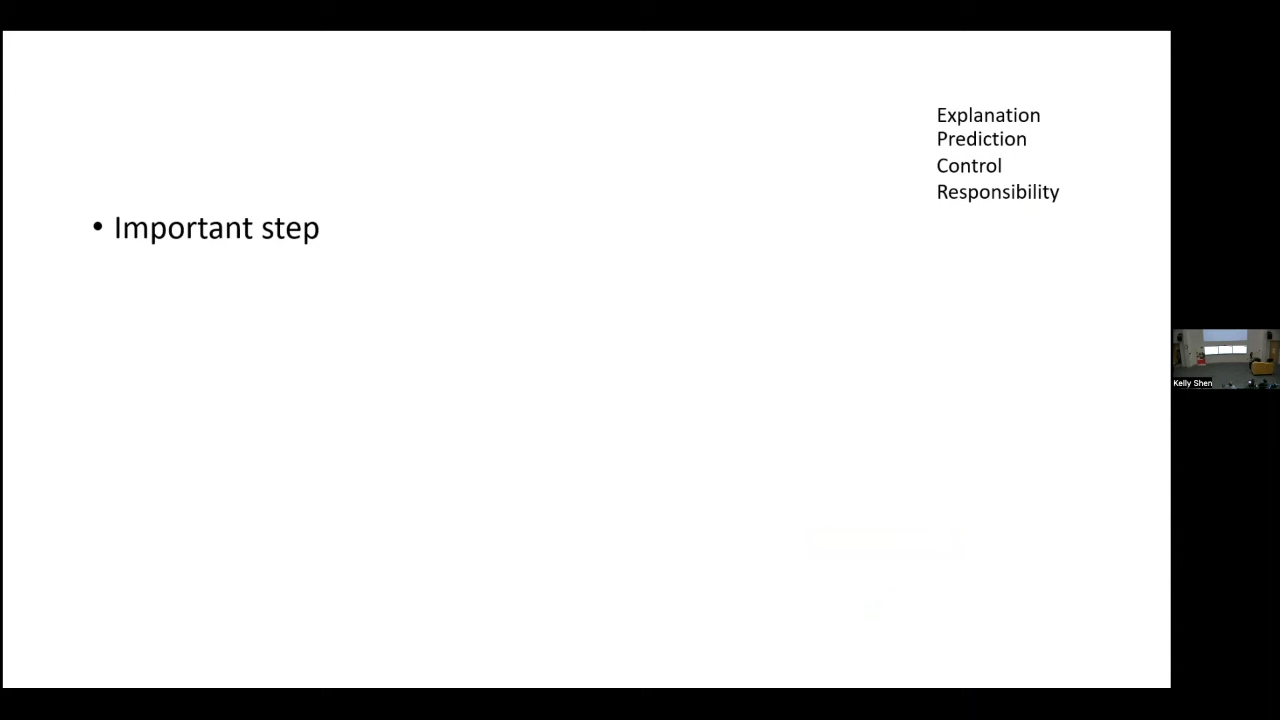 Explanation
Prediction
Control
Responsibility
• Important step
Kelly Shen